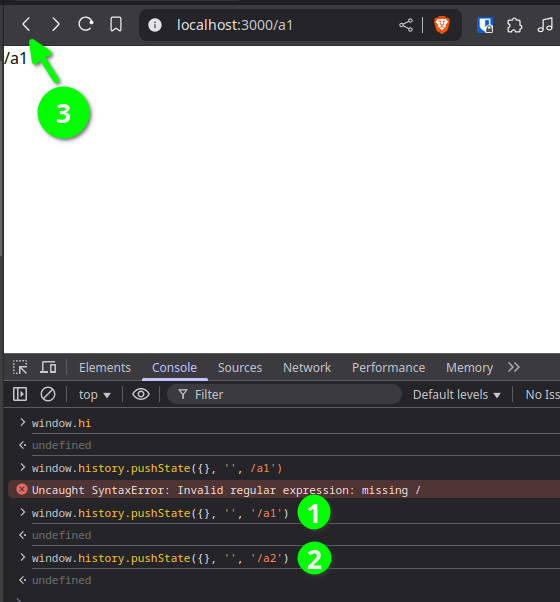 localhost:3000/a1
/a1
3
Elements Console Sources Network Performance Memory
top Filter Default levels No Iss
window.hi
undefined
window.history.pushState({}, '', /a1')
Uncaught SyntaxError: Invalid regular expression: missing /
window.history.pushState({}, '', '/a1') 1
undefined
window.history.pushState({}, '', '/a2') 2
undefined